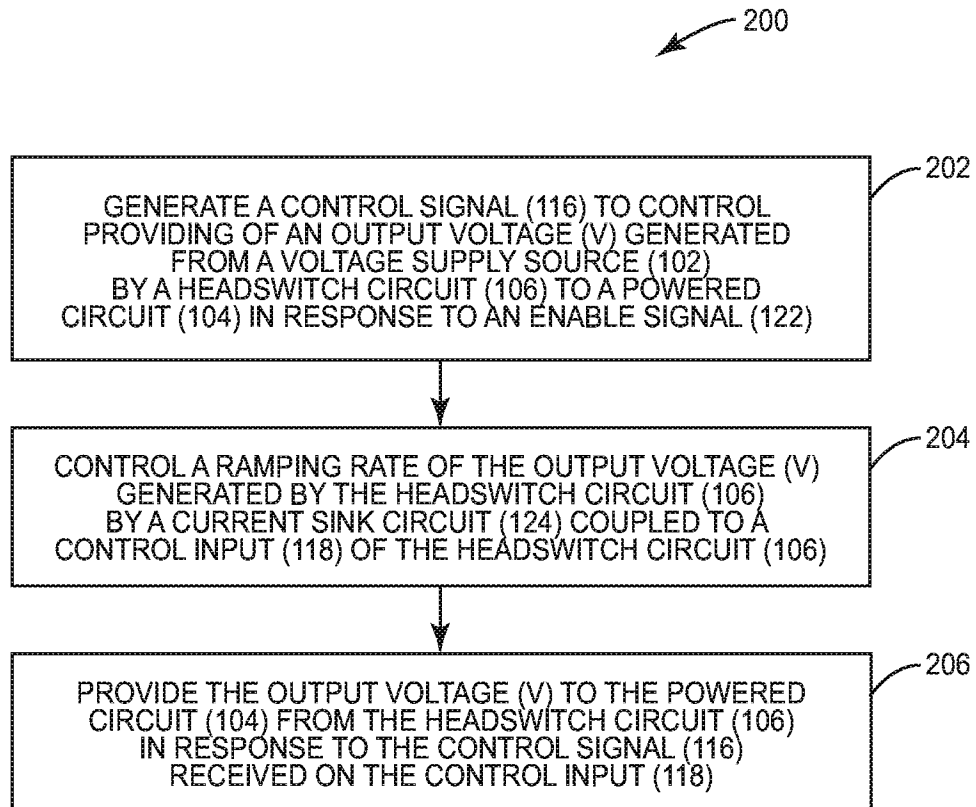 200
202
GENERATE A CONTROL SIGNAL (116) TO CONTROL
PROVIDING OF AN OUTPUT VOLTAGE (V) GENERATED
FROM A VOLTAGE SUPPLY SOURCE (102)
BY A HEADSWITCH CIRCUIT (106) TO A POWERED
CIRCUIT (104) IN RESPONSE TO AN ENABLE SIGNAL (122)
204
CONTROL A RAMPING RATE OF THE OUTPUT VOLTAGE (V)
GENERATED BY THE HEADSWITCH CIRCUIT (106)
BY A CURRENT SINK CIRCUIT (124) COUPLED TO A
CONTROL INPUT (118) OF THE HEADSWITCH CIRCUIT (106)
206
PROVIDE THE OUTPUT VOLTAGE (V) TO THE POWERED
CIRCUIT (104) FROM THE HEADSWITCH CIRCUIT (106)
IN RESPONSE TO THE CONTROL SIGNAL (116)
RECEIVED ON THE CONTROL INPUT (118)